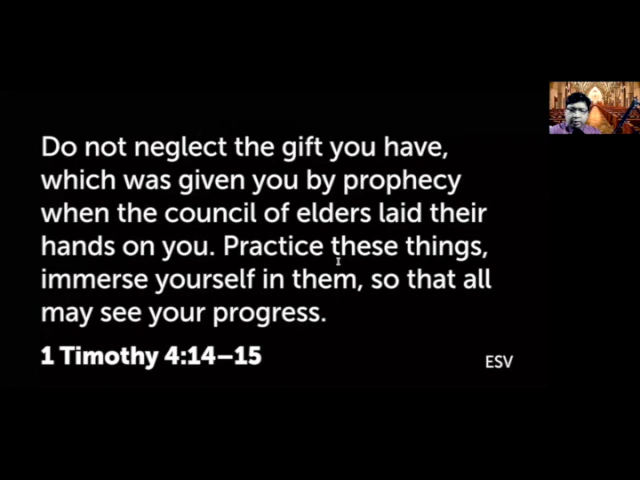 Do not neglect the gift you have,
which was given you by prophecy
when the council of elders laid their
hands on you. Practice these things,
immerse yourself in them, so that all
may see your progress.
1 Timothy 4:14–15
ESV